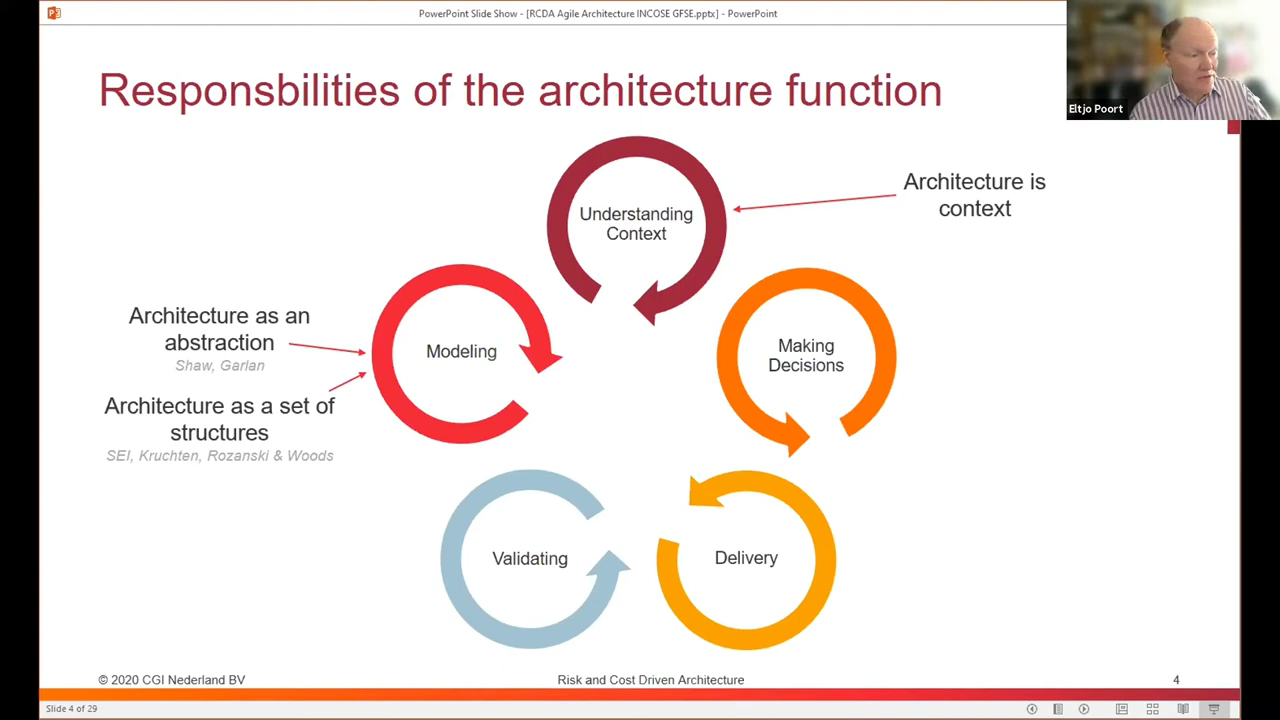 PowerPoint Slide Show - [RCDA Agile Architecture INCOSE GFSE.pptx] - PowerPoint
Eltjo Poort
Responsbilities of the architecture function
Architecture is
context
Understanding
Context
Architecture as an
abstraction
Shaw, Garlan
Modeling
Making
Decisions
Architecture as a set of
structures
SEI, Kruchten, Rozanski & Woods
Validating
Delivery
© 2020 CGI Nederland BV
Risk and Cost Driven Architecture
4
Slide 4 of 29